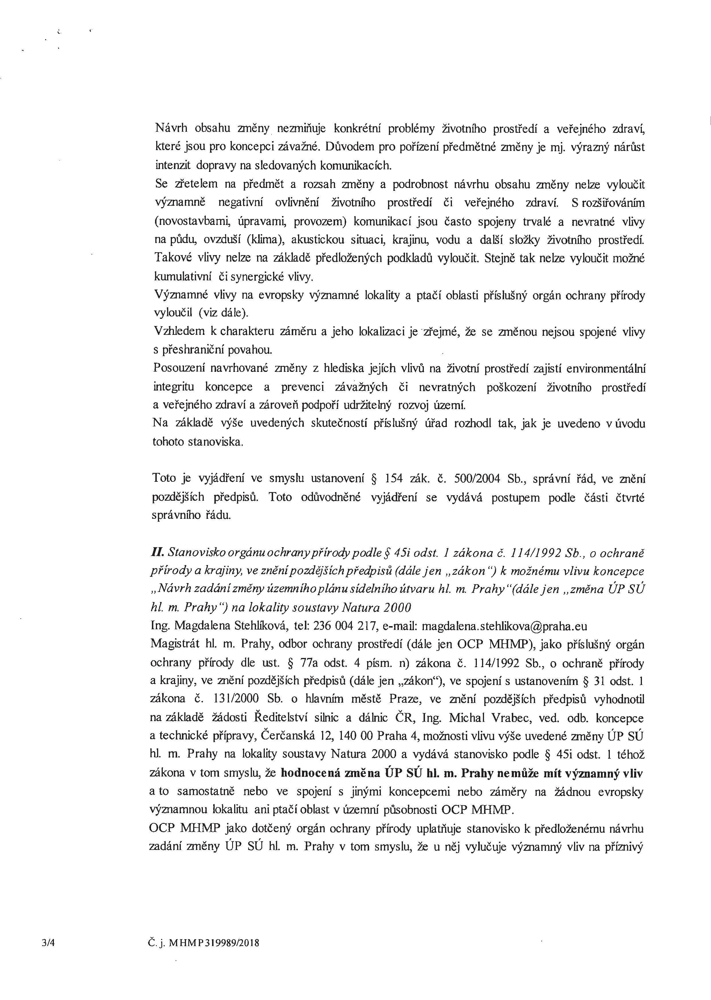 Návrh obsahu změny nezmiňuje konkrétní problémy životního prostředí a veřejného zdraví,
které jsou pro koncepci závažné. Důvodem pro pořízení předmětné změny je mj. výrazný nárůst
intenzit dopravy na sledovaných komunikacích.
Se zřetelem na předmět a rozsah změny a podrobnost návrhu obsahu změny nelze vyloučit
významně negativní ovlivnění životního prostředí či veřejného zdraví. S rozšiřováním
(novostavbami, úpravami, provozem) komunikací jsou často spojeny trvalé a nevratné vlivy
na půdu, ovzduší (klima), akustickou situaci, krajinu, vodu a další složky životního prostředí.
Takové vlivy nelze na základě předložených podkladů vyloučit. Stejně tak nelze vyloučit možné
kumulativní či synergické vlivy.
Významné vlivy na evropsky významné lokality a ptačí oblasti příslušný orgán ochrany přírody
vyloučil (viz dále).
Vzhledem k charakteru záměru a jeho lokalizaci je zřejmé, že se změnou nejsou spojené vlivy
s přeshraniční povahou.
Posouzení navrhované změny z hlediska jejích vlivů na životní prostředí zajistí environmentální
integritu koncepce a prevenci závažných či nevratných poškození životního prostředí
a veřejného zdraví a zároveň podpoří udržitelný rozvoj území.
Na základě výše uvedených skutečností příslušný úřad rozhodl tak, jak je uvedeno v úvodu
tohoto stanoviska.
Toto je vyjádření ve smyslu ustanovení § 154 zák. č. 500/2004 Sb., správní řád, ve znění
pozdějších předpisů. Toto odůvodněné vyjádření se vydává postupem podle části čtvrté
správního řádu.
II. Stanovisko orgánu ochrany přírody podle § 45i odst. 1 zákona č. 114/1992 Sb., o ochraně
přírody a krajiny, ve znění pozdějších předpisů (dále jen „zákon“) k možnému vlivu koncepce
„Návrh zadání změny územního plánu sídelního útvaru hl. m. Prahy“(dále jen „změna ÚP SÚ
hl. m. Prahy“) na lokality soustavy Natura 2000
Ing. Magdalena Stehlíková, tel: 236 004 217, e-mail: magdalena.stehlikova@praha.eu
Magistrát hl. m. Prahy, odbor ochrany prostředí (dále jen OCP MHMP), jako příslušný orgán
ochrany přírody dle ust. § 77a odst. 4 písm. n) zákona č. 114/1992 Sb., o ochraně přírody
a krajiny, ve znění pozdějších předpisů (dále jen „zákon“), ve spojení s ustanovením § 31 odst. 1
zákona č. 131/2000 Sb. o hlavním městě Praze, ve znění pozdějších předpisů vyhodnotil
na základě žádosti Ředitelství silnic a dálnic ČR, Ing. Michal Vrabec, ved. odb. koncepce
a technické přípravy, Čerčanská 12, 140 00 Praha 4, možnosti vlivu výše uvedené změny ÚP SÚ
hl. m. Prahy na lokality soustavy Natura 2000 a vydává stanovisko podle § 45i odst. 1 téhož
zákona v tom smyslu, že hodnocená změna ÚP SÚ hl. m. Prahy nemůže mít významný vliv
a to samostatně nebo ve spojení s jinými koncepcemi nebo záměry na žádnou evropsky
významnou lokalitu ani ptačí oblast v územní působnosti OCP MHMP.
OCP MHMP jako dotčený orgán ochrany přírody uplatňuje stanovisko k předloženému návrhu
zadání změny ÚP SÚ hl. m. Prahy v tom smyslu, že u něj vylučuje významný vliv na příznivý
3/4 Č. j. MHMP 319989/2018